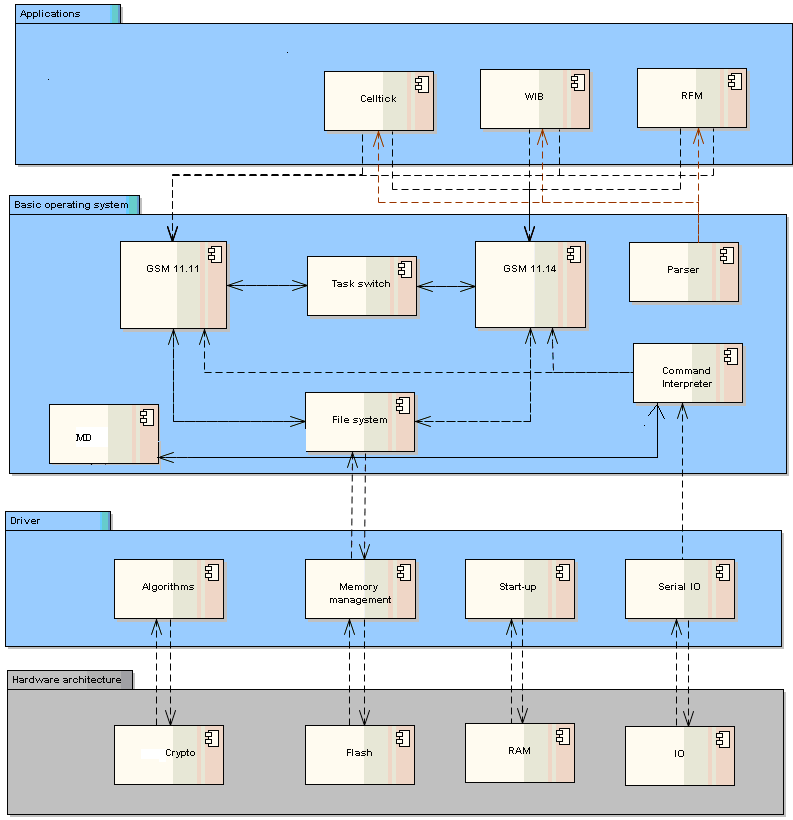 Applications
Celltick
WIB
RFM
Basic operating system
GSM 11.11
Task switch
GSM 11.14
Parser
Command
Interpreter
File system
MD
Driver
Algorithms
Memory
management
Start-up
Serial IO
Hardware architecture
Crypto
Flash
RAM
IO